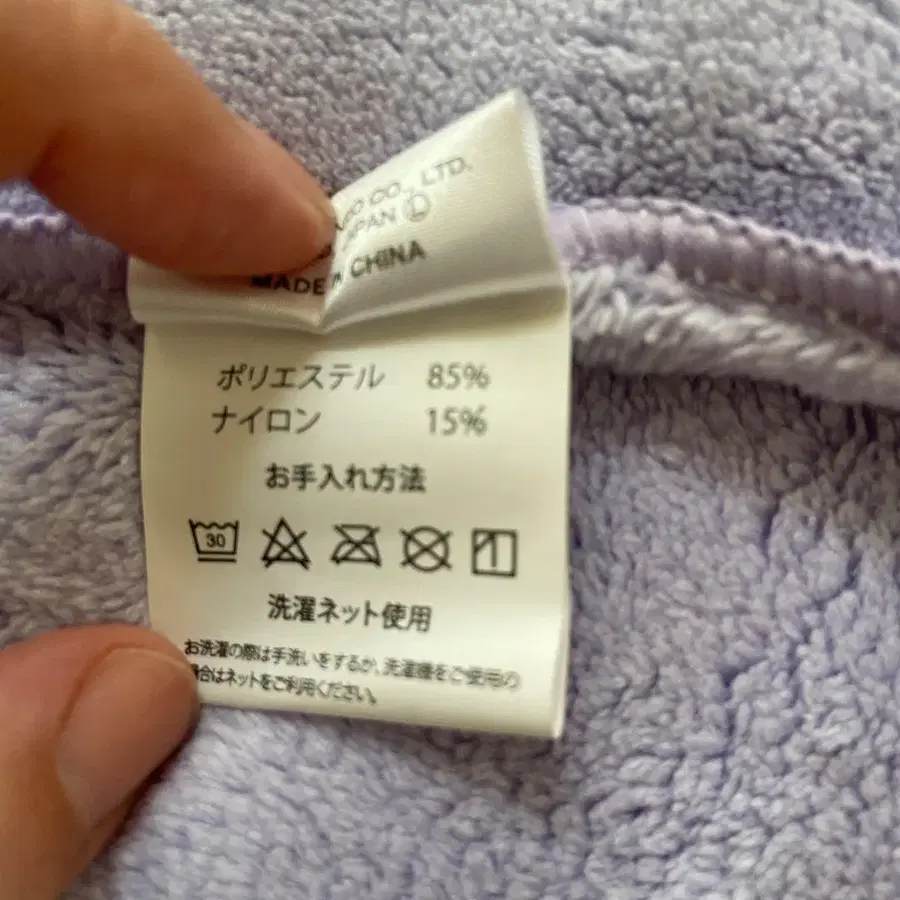 CO., LTD.
JAPAN Ⓛ
MADE IN CHINA
ポリエステル 85%
ナイロン 15%
お手入れ方法
30
洗濯ネット使用
お洗濯の際は手洗いをするか、洗濯機をご使用の
場合はネットをご利用ください。